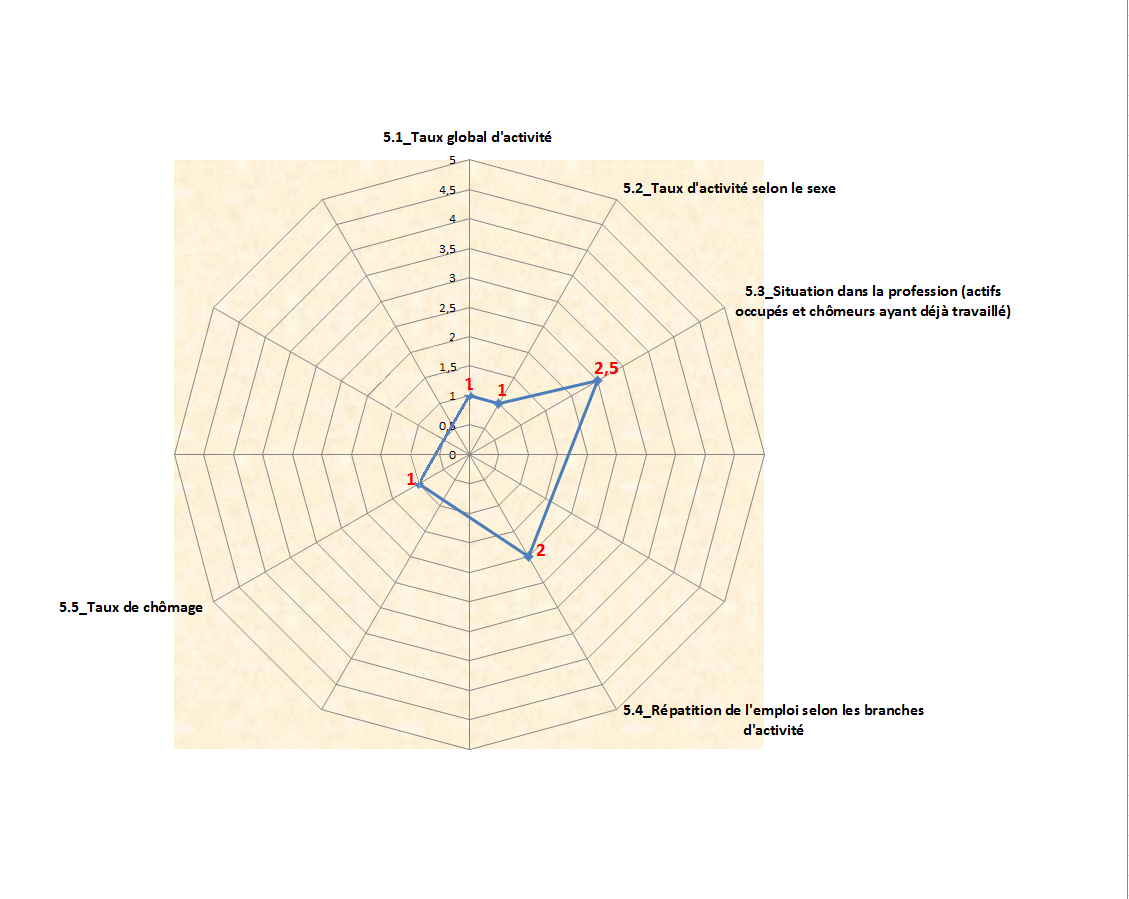 5.1_Taux global d'activité
5
5.2_Taux d'activité selon le sexe
4,5
4
3,5
5.3_Situation dans la profession (actifs
occupés et chômeurs ayant déjà travaillé)
3
2,5
2
1,5
2,5
1
1
1
0,5
0
1
2
5.5_Taux de chômage
5.4_Répatition de l'emploi selon les branches
d'activité